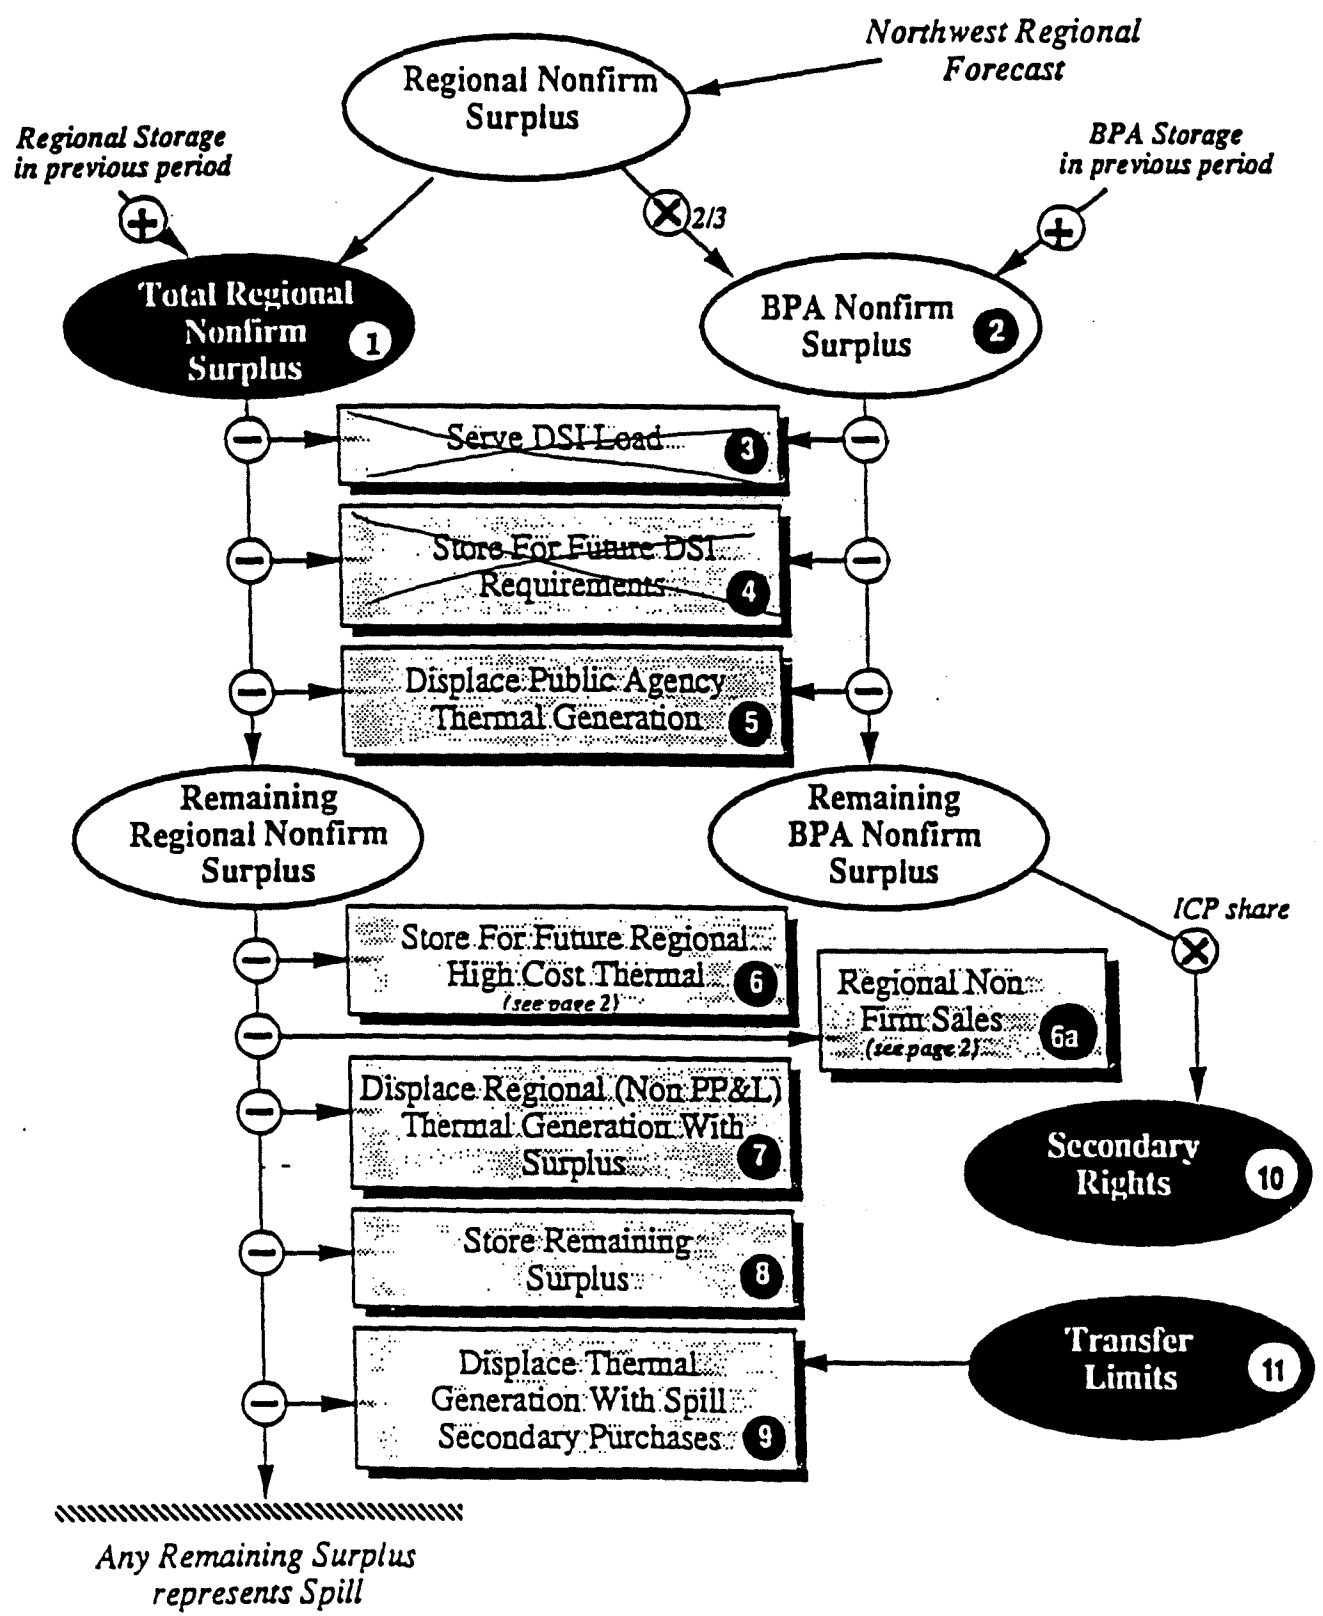 Northwest Regional
Forecast
Regional Nonfirm
Surplus
Regional Storage
in previous period
BPA Storage
in previous period
+
× 2/3
+
Total Regional
Nonfirm
Surplus
1
BPA Nonfirm
Surplus
2
Serve DSI Load
3
Store For Future DSI
Requirements
4
Displace Public Agency
Thermal Generation
5
Remaining
Regional Nonfirm
Surplus
Remaining
BPA Nonfirm
Surplus
ICP share
×
Store For Future Regional
High Cost Thermal
(see page 2)
6
Regional Non
Firm Sales
(see page 2)
6a
Displace Regional (Non PP&L)
Thermal Generation With
Surplus
7
Secondary
Rights
10
Store Remaining
Surplus
8
Transfer
Limits
11
Displace Thermal
Generation With Spill
Secondary Purchases
9
Any Remaining Surplus
represents Spill